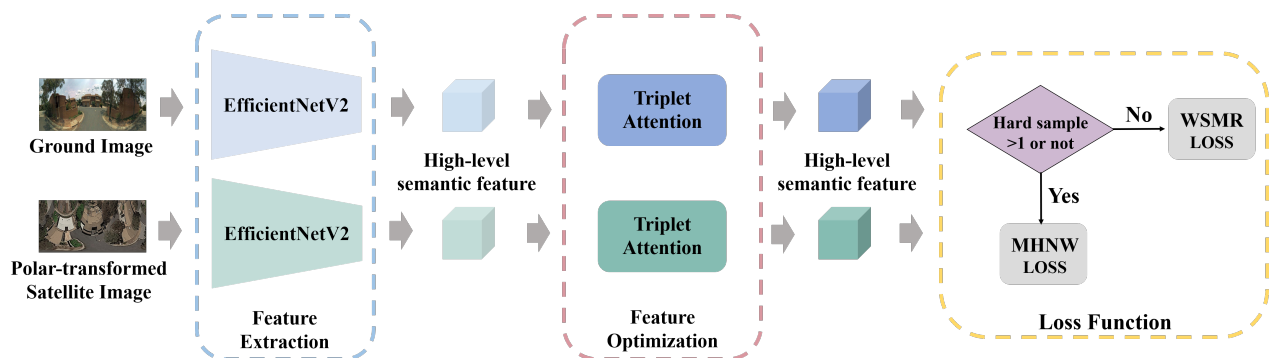 Ground Image
Polar-transformed
Satellite Image
EfficientNetV2
EfficientNetV2
Feature
Extraction
High-level
semantic feature
Triplet
Attention
Triplet
Attention
Feature
Optimization
High-level
semantic feature
Hard sample
>1 or not
No
WSMR
LOSS
Yes
MHNW
LOSS
Loss Function